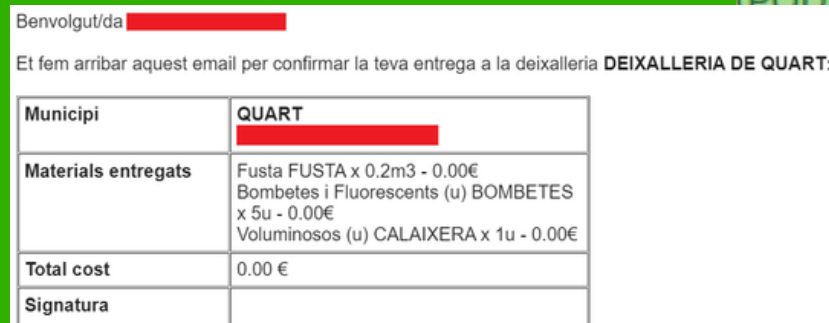 Benvolgut/da
Et fem arribar aquest email per confirmar la teva entrega a la deixalleria DEIXALLERIA DE QUART:
Municipi
QUART
Materials entregats
Fusta FUSTA x 0.2m3 - 0.00€
Bombetes i Fluorescents (u) BOMBETES
x 5u - 0.00€
Voluminosos (u) CALAIXERA x 1u - 0.00€
Total cost
0.00 €
Signatura